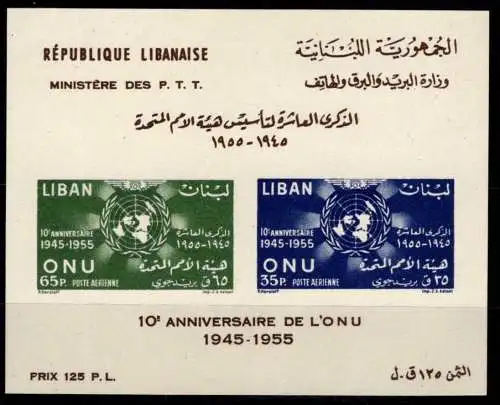 RÉPUBLIQUE LIBANAISE
الجمهورية اللبنانية
MINISTÈRE DES P. T. T.
وزارة البريد والبرق والهاتف
الذكرى العاشرة لتأسيس هيئة الأمم المتحدة
١٩٤٥-١٩٥٥
LIBAN لبنان
10e ANNIVERSAIRE الذكرى العاشرة
1945-1955 ١٩٤٥-١٩٥٥
ONU هيئة الأمم المتحدة
65P. POSTE AERIENNE ٦٥ ق بريد جوي
LIBAN لبنان
10e ANNIVERSAIRE الذكرى العاشرة
1945-1955 ١٩٤٥-١٩٥٥
ONU هيئة الأمم المتحدة
35P. POSTE AERIENNE ٣٥ ق بريد جوي
10e ANNIVERSAIRE DE L'ONU
1945-1955
PRIX 125 P. L.
الثمن ١٢٥ ق.ل.